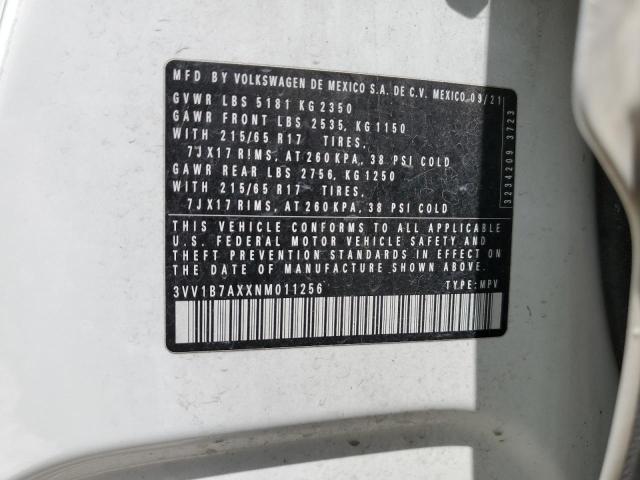 MFD BY VOLKSWAGEN DE MEXICO S.A. DE C.V. MEXICO 09/21
GVWR LBS 5181 KG 2350
GAWR FRONT LBS 2535, KG 1150
WITH 215/65 R17 TIRES,
7JX17 RIMS, AT 260 KPA, 38 PSI COLD
GAWR REAR LBS 2756, KG 1250
WITH 215/65 R17 TIRES,
7JX17 RIMS, AT 260 KPA, 38 PSI COLD
THIS VEHICLE CONFORMS TO ALL APPLICABLE
U.S. FEDERAL MOTOR VEHICLE SAFETY AND
THEFT PREVENTION STANDARDS IN EFFECT ON
THE DATE OF MANUFACTURE SHOWN ABOVE
3VV1B7AXXNM011256 TYPE: MPV
3234209 3723